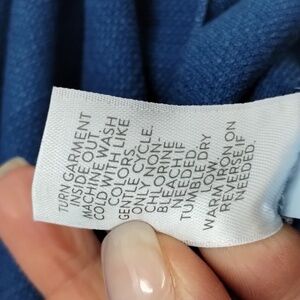 TURN GARMENT
INSIDE OUT.
MACHINE WASH
COLD WITH LIKE
COLORS.
GENTLE CYCLE.
ONLY NON-
CHLORINE
BLEACH IF
NEEDED.
TUMBLE DRY
LOW.
WARM IRON ON
REVERSE IF
NEEDED.